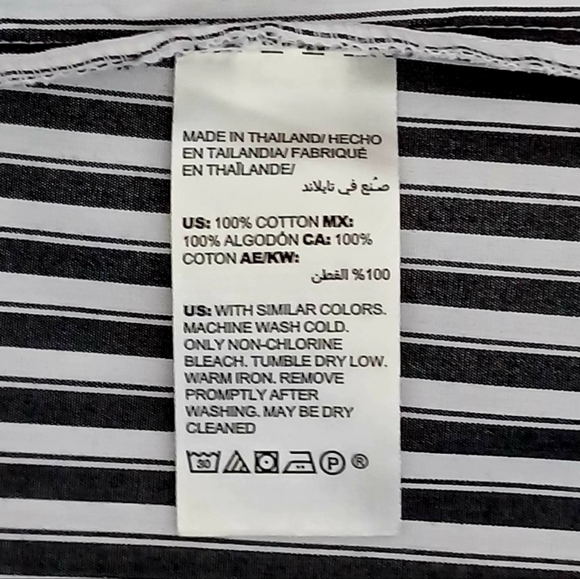 MADE IN THAILAND/ HECHO
EN TAILANDIA/ FABRIQUÉ
EN THAÏLANDE/
صنع في تايلاند
US: 100% COTTON MX:
100% ALGODÓN CA: 100%
COTON AE/KW:
100% القطن
US: WITH SIMILAR COLORS.
MACHINE WASH COLD.
ONLY NON-CHLORINE
BLEACH. TUMBLE DRY LOW.
WARM IRON. REMOVE
PROMPTLY AFTER
WASHING. MAY BE DRY
CLEANED
30 P ®